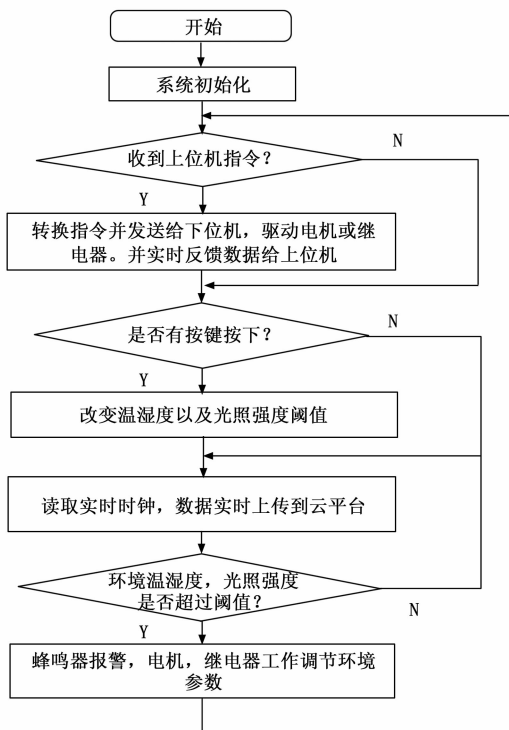 开始
系统初始化
收到上位机指令？
N
Y
转换指令并发送给下位机，驱动电机或继
电器。并实时反馈数据给上位机
是否有按键按下？
N
Y
改变温湿度以及光照强度阈值
读取实时时钟，数据实时上传到云平台
环境温湿度，光照强度
是否超过阈值？
N
Y
蜂鸣器报警，电机，继电器工作调节环境
参数